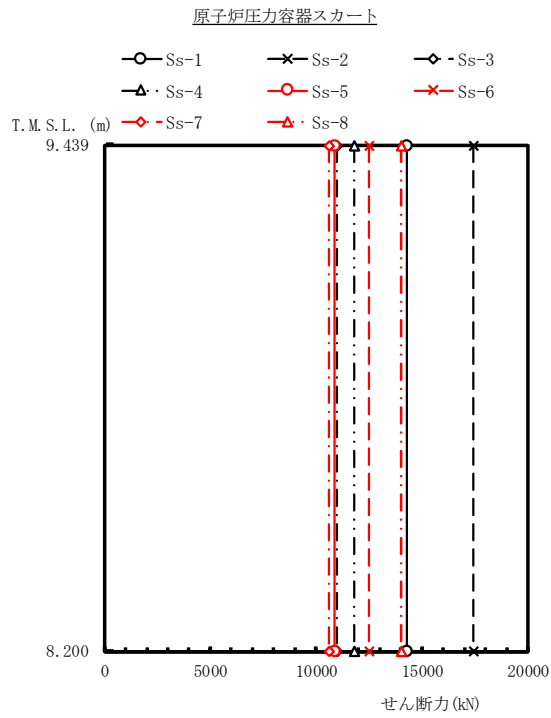 原子炉圧力容器スカート
Ss-1 Ss-2 Ss-3
Ss-4 Ss-5 Ss-6
Ss-7 Ss-8
T.M.S.L. (m)
9.439
8.200
0 5000 10000 15000 20000
せん断力(kN)